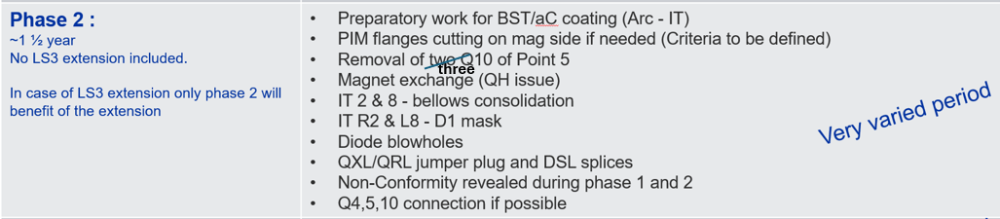 Phase 2 :
~1 ½ year
No LS3 extension included.
In case of LS3 extension only phase 2 will
benefit of the extension
• Preparatory work for BST/aC coating (Arc - IT)
• PIM flanges cutting on mag side if needed (Criteria to be defined)
• Removal of two Q10 of Point 5
three
• Magnet exchange (QH issue)
• IT 2 & 8 - bellows consolidation
• IT R2 & L8 - D1 mask
• Diode blowholes
• QXL/QRL jumper plug and DSL splices
• Non-Conformity revealed during phase 1 and 2
• Q4,5,10 connection if possible
Very varied period